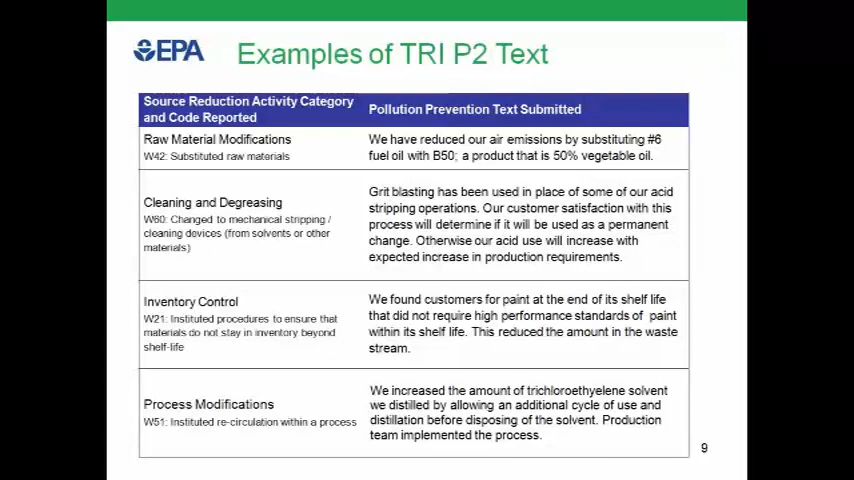 EPA
Examples of TRI P2 Text
Source Reduction Activity Category
and Code Reported
Pollution Prevention Text Submitted
Raw Material Modifications
W42: Substituted raw materials
We have reduced our air emissions by substituting #6
fuel oil with B50; a product that is 50% vegetable oil.
Cleaning and Degreasing
W60: Changed to mechanical stripping /
cleaning devices (from solvents or other
materials)
Grit blasting has been used in place of some of our acid
stripping operations. Our customer satisfaction with this
process will determine if it will be used as a permanent
change. Otherwise our acid use will increase with
expected increase in production requirements.
Inventory Control
W21: Instituted procedures to ensure that
materials do not stay in inventory beyond
shelf-life
We found customers for paint at the end of its shelf life
that did not require high performance standards of paint
within its shelf life. This reduced the amount in the waste
stream.
Process Modifications
W51: Instituted re-circulation within a process
We increased the amount of trichloroethylene solvent
we distilled by allowing an additional cycle of use and
distillation before disposing of the solvent. Production
team implemented the process.
9